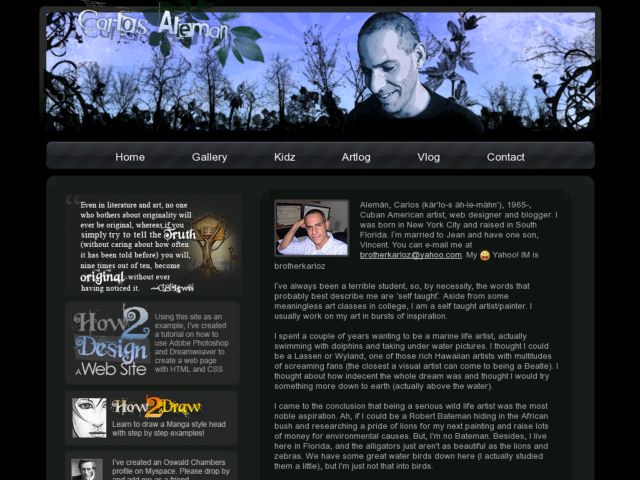 Carlos Aleman
Home Gallery Kidz Artlog Vlog Contact
Even in literature and art, no one
who bothers about originality will
ever be original, whereas if you
simply try to tell the Truth
(without caring about how often
it has been told before) you will,
nine times out of ten, become
original without ever
having noticed it. —CS Lewis
How 2
Design
A Web Site
Using this site as an
example, I've created
a tutorial on how to
use Adobe Photoshop
and Dreamweaver to
create a web page
with HTML and CSS.
How 2 Draw
Learn to draw a Manga style head
with step by step examples!
I've created an Oswald Chambers
profile on Myspace. Please drop by
and add me as a friend
Alemán, Carlos (kär'lo-s äh-le-mähn'), 1965-,
Cuban American artist, web designer and blogger. I
was born in New York City and raised in South
Florida. I'm married to Jean and have one son,
Vincent. You can e-mail me at
brotherkarloz@yahoo.com. My Yahoo! IM is
brotherkarloz
I've always been a terrible student, so, by necessity, the words that
probably best describe me are 'self taught'. Aside from some
meaningless art classes in college, I am a self taught artist/painter. I
usually work on my art in bursts of inspiration.
I spent a couple of years wanting to be a marine life artist, actually
swimming with dolphins and taking under water pictures. I thought I could
be a Lassen or Wyland, one of those rich Hawaiian artists with multitudes
of screaming fans (the closest a visual artist can come to being a Beatle). I
thought about how indecent the whole dream was and thought I would try
something more down to earth (actually above the water).
I came to the conclusion that being a serious wild life artist was the most
noble aspiration. Ah, if I could be a Robert Bateman hiding in the African
bush and researching a pride of lions for my next painting and raise lots
of money for environmental causes. But, I'm no Bateman. Besides, I live
here in Florida, and the alligators just aren't as beautiful as the lions and
zebras. We have some great water birds down here (I actually studied
them a little), but I'm just not that into birds.